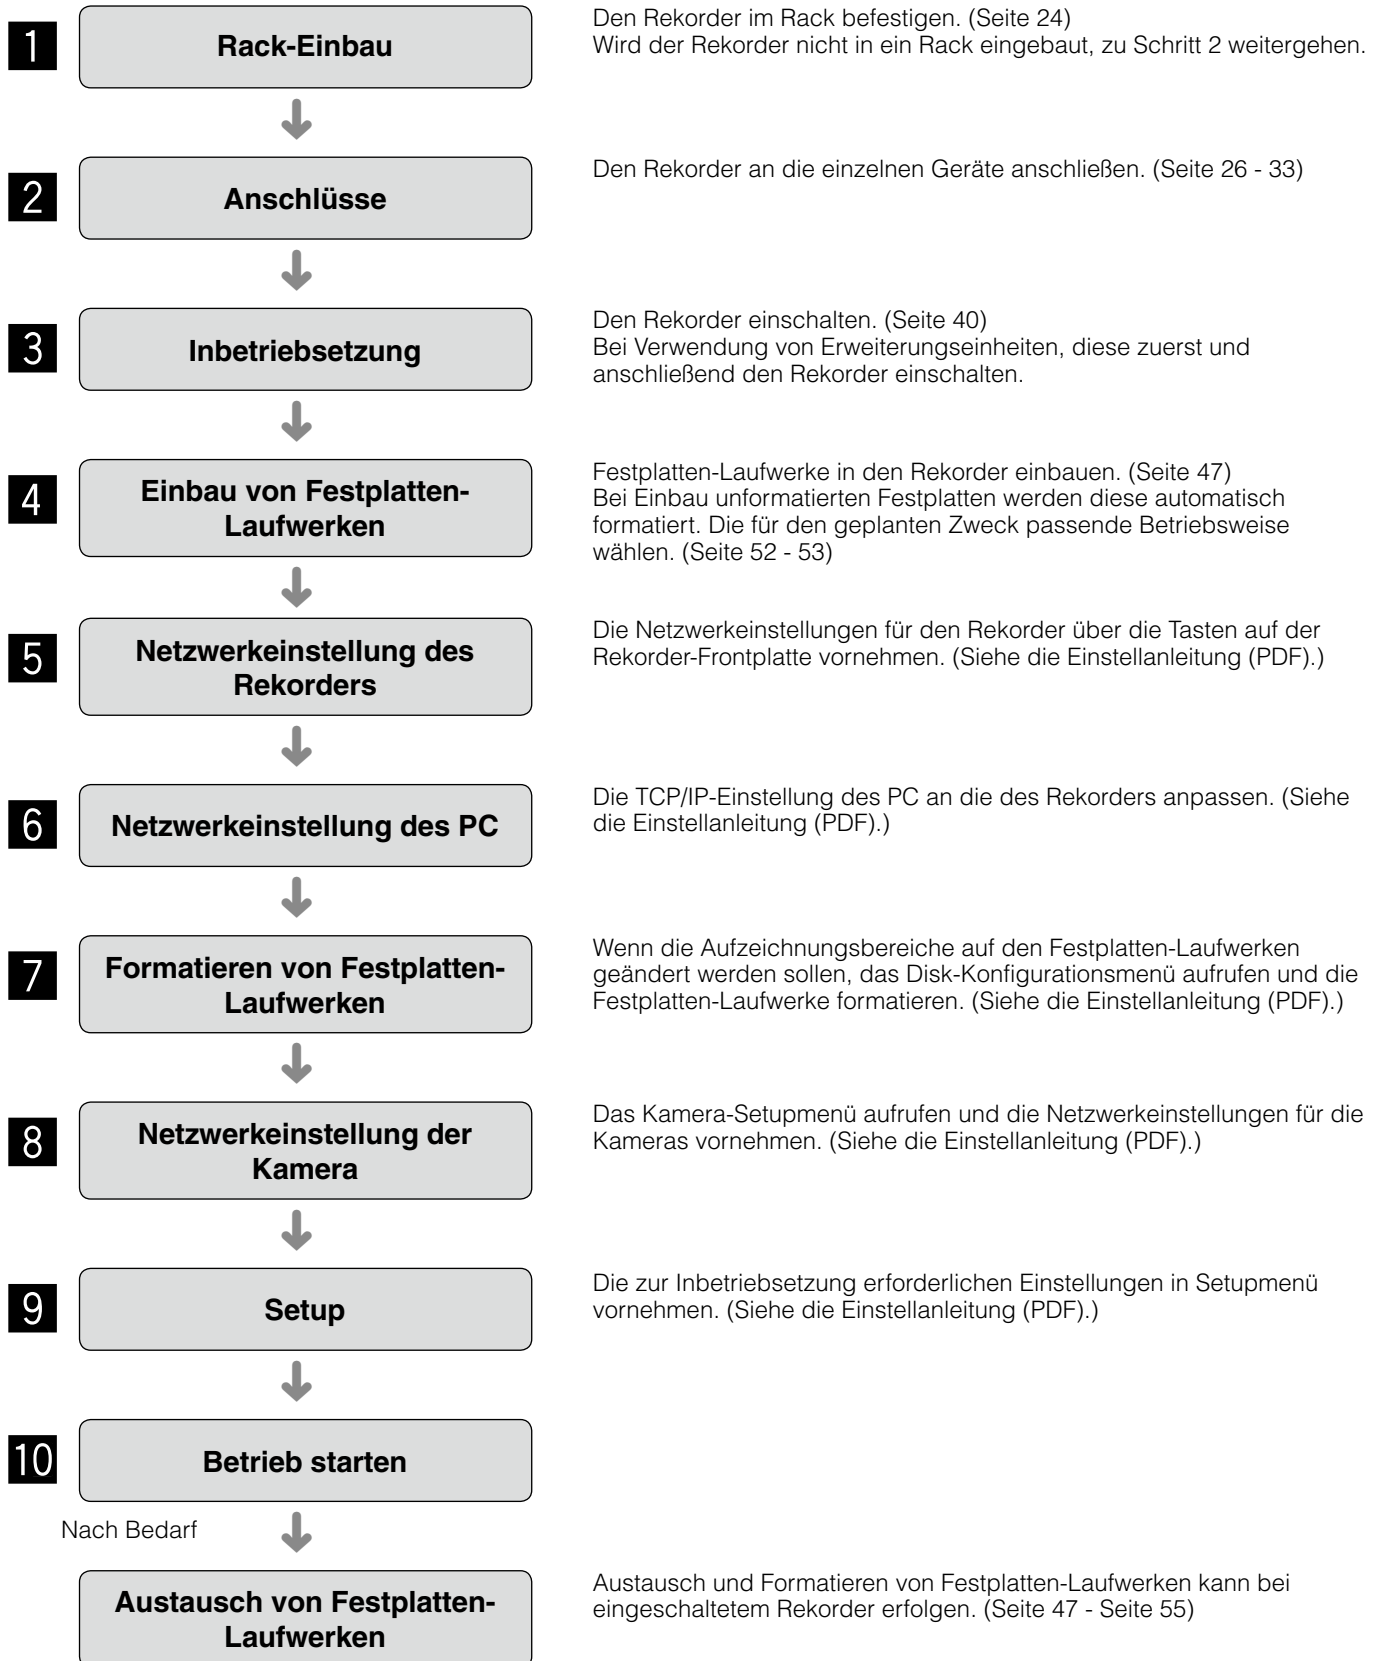 1
Rack-Einbau
Den Rekorder im Rack befestigen. (Seite 24)
Wird der Rekorder nicht in ein Rack eingebaut, zu Schritt 2 weitergehen.
2
Anschlüsse
Den Rekorder an die einzelnen Geräte anschließen. (Seite 26 - 33)
3
Inbetriebsetzung
Den Rekorder einschalten. (Seite 40)
Bei Verwendung von Erweiterungseinheiten, diese zuerst und
anschließend den Rekorder einschalten.
4
Einbau von Festplatten-
Laufwerken
Festplatten-Laufwerke in den Rekorder einbauen. (Seite 47)
Bei Einbau unformatierten Festplatten werden diese automatisch
formatiert. Die für den geplanten Zweck passende Betriebsweise
wählen. (Seite 52 - 53)
5
Netzwerkeinstellung des
Rekorders
Die Netzwerkeinstellungen für den Rekorder über die Tasten auf der
Rekorder-Frontplatte vornehmen. (Siehe die Einstellanleitung (PDF).)
6
Netzwerkeinstellung des PC
Die TCP/IP-Einstellung des PC an die des Rekorders anpassen. (Siehe
die Einstellanleitung (PDF).)
7
Formatieren von Festplatten-
Laufwerken
Wenn die Aufzeichnungsbereiche auf den Festplatten-Laufwerken
geändert werden sollen, das Disk-Konfigurationsmenü aufrufen und die
Festplatten-Laufwerke formatieren. (Siehe die Einstellanleitung (PDF).)
8
Netzwerkeinstellung der
Kamera
Das Kamera-Setupmenü aufrufen und die Netzwerkeinstellungen für die
Kameras vornehmen. (Siehe die Einstellanleitung (PDF).)
9
Setup
Die zur Inbetriebsetzung erforderlichen Einstellungen in Setupmenü
vornehmen. (Siehe die Einstellanleitung (PDF).)
10
Betrieb starten
Nach Bedarf
Austausch von Festplatten-
Laufwerken
Austausch und Formatieren von Festplatten-Laufwerken kann bei
eingeschaltetem Rekorder erfolgen. (Seite 47 - Seite 55)